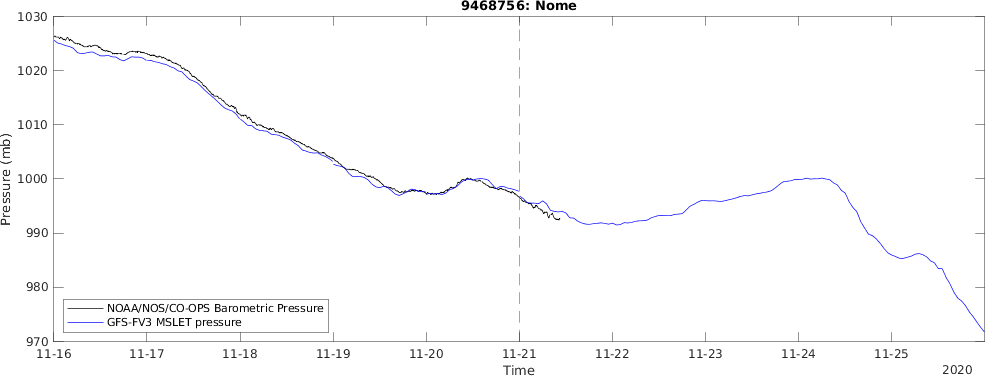 9468756: Nome
1030
1020
1010
1000
990
980
970
Pressure (mb)
NOAA/NOS/CO-OPS Barometric Pressure
GFS-FV3 MSLET pressure
11-16 11-17 11-18 11-19 11-20 11-21 11-22 11-23 11-24 11-25
Time
2020